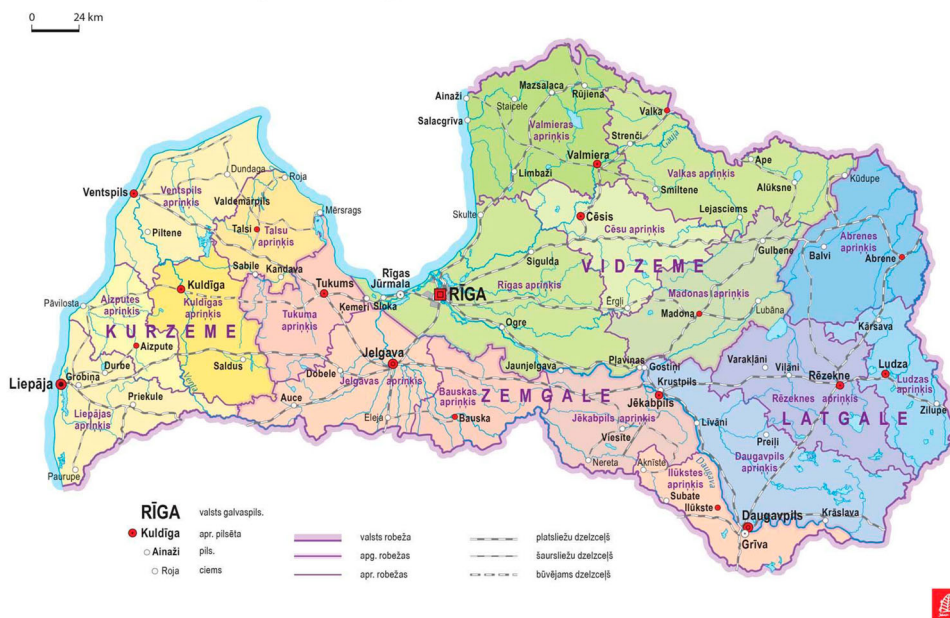 0 24 km
Ainaži
Mazsalaca
Rūjiena
Staicele
Salacgrīva
Valmieras
apriņķis
Valka
Strenči
Gauja
Valmiera
Limbaži
Valkas apriņķis
Ape
Smiltene
Alūksne
Kūdupe
Lejasciems
Dundaga
Roja
Ventspils
Ventspils
apriņķis
Valdemārpils
Mērsrags
Talsi
Talsu
apriņķis
Piltene
Skulte
Cēsis
Cēsu apriņķis
Gulbene
Balvi
Abrenes
apriņķis
Abrene
Sabile
Kandava
Rīgas
Jūrmala
Sigulda
VIDZEME
Kuldīga
Kuldīgas
apriņķis
Tukums
Ķemeri
Sloka
RĪGA
Rīgas apriņķis
Madonas apriņķis
Ērgļi
Madona
Lubāna
Pāvilosta
Aizputes
apriņķis
KURZEME
Tukuma
apriņķis
Ogre
Kārsava
Aizpute
Jelgava
Saldus
Durbe
Grobiņa
Liepāja
Dobele
Jelgavas apriņķis
Jaunjelgava
Pļaviņas
Gostiņi
Varakļāni
Viļāni
Rēzekne
Ludza
Ludzas
apriņķis
Krustpils
Rēzeknes apriņķis
Zilupe
Priekule
Auce
Venta
Bauskas
apriņķis
ZEMGALE
Jēkabpils
LATGALE
Liepājas
apriņķis
Eleja
Bauska
Jēkabpils apriņķis
Līvāni
Viesīte
Preiļi
Daugavpils
apriņķis
Nereta
Aknīste
Paurupe
Ilūkstes
apriņķis
Daugava
Subate
Ilūkste
Daugavpils
Krāslava
Grīva
RĪGA valsts galvaspils.
Kuldīga apr. pilsēta
Ainaži pils.
Roja ciems
valsts robeža
apg. robežas
apr. robežas
platsliežu dzelzceļš
šaursliežu dzelzceļš
būvējams dzelzceļš